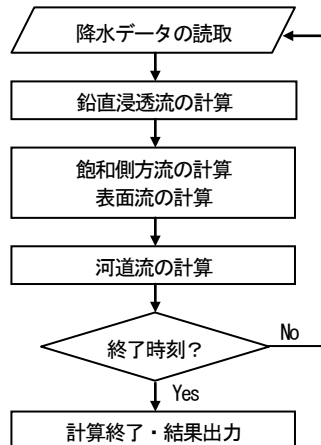 降水データの読取
鉛直浸透流の計算
飽和側方流の計算
表面流の計算
河道流の計算
終了時刻？
No
Yes
計算終了・結果出力